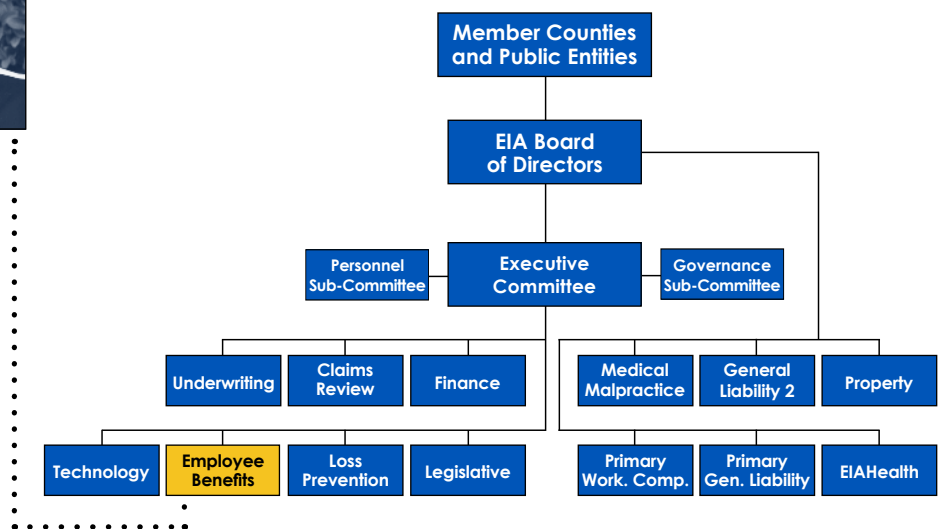 Member Counties
and Public Entities
EIA Board
of Directors
Executive
Committee
Personnel
Sub-Committee
Governance
Sub-Committee
Underwriting
Claims
Review
Finance
Medical
Malpractice
General
Liability 2
Property
Technology
Employee
Benefits
Loss
Prevention
Legislative
Primary
Work. Comp.
Primary
Gen. Liability
EIAHealth